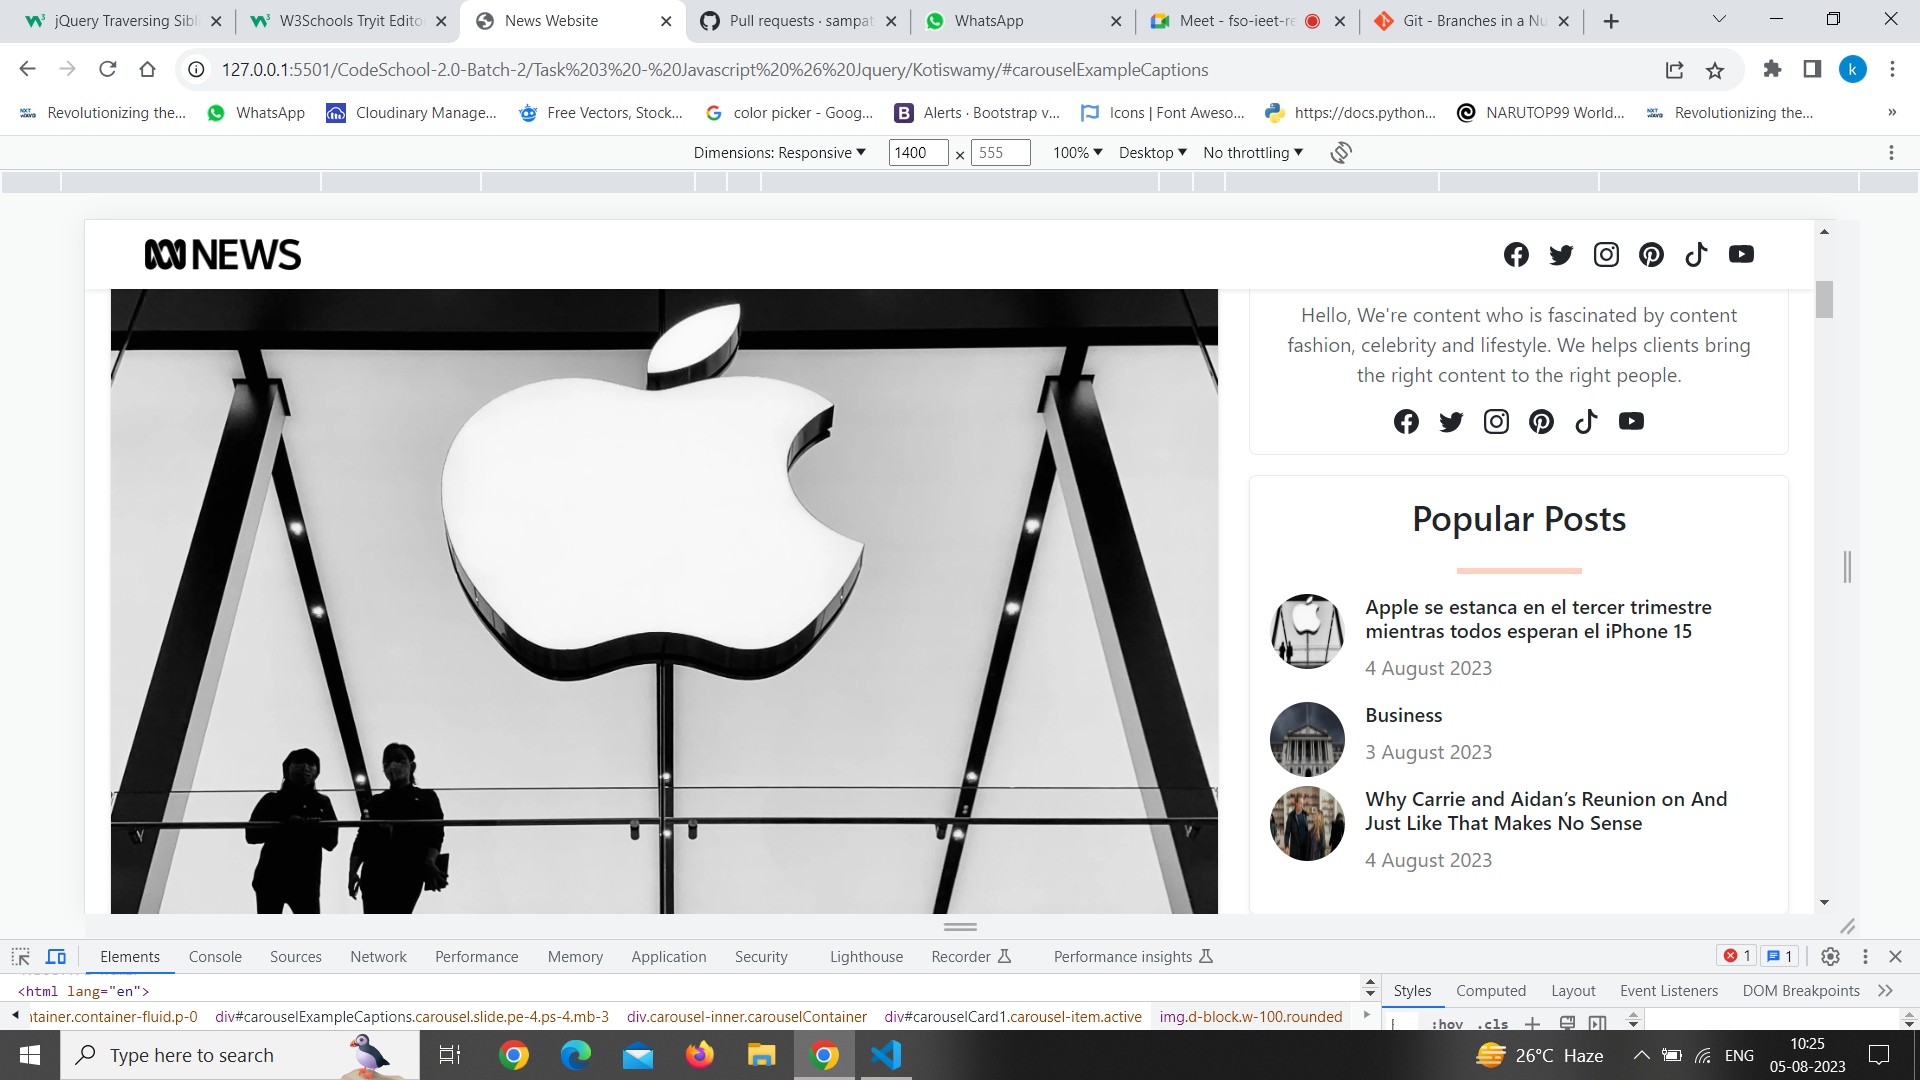 jQuery Traversing Sibli
W3Schools Tryit Edito
News Website
Pull requests · sampat
WhatsApp
Meet - fso-ieet-re
Git - Branches in a Nu
127.0.0.1:5501/CodeSchool-2.0-Batch-2/Task%203%20-%20Javascript%20%26%20Jquery/Kotiswamy/#carouselExampleCaptions
k
Revolutionizing the...
WhatsApp
Cloudinary Manage...
Free Vectors, Stock...
color picker - Goog...
Alerts · Bootstrap v...
Icons | Font Aweso...
https://docs.python...
NARUTOP99 World...
Revolutionizing the...
»
Dimensions: Responsive
1400 × 555
100%
Desktop
No throttling
NEWS
Hello, We're content who is fascinated by content
fashion, celebrity and lifestyle. We helps clients bring
the right content to the right people.
Popular Posts
Apple se estanca en el tercer trimestre
mientras todos esperan el iPhone 15
4 August 2023
Business
3 August 2023
Why Carrie and Aidan’s Reunion on And
Just Like That Makes No Sense
4 August 2023
Elements Console Sources Network Performance Memory Application Security Lighthouse Recorder Performance insights
1
1
<html lang="en">
Styles Computed Layout Event Listeners DOM Breakpoints
ntainer.container-fluid.p-0 div#carouselExampleCaptions.carousel.slide.pe-4.ps-4.mb-3 div.carousel-inner.carouselContainer div#carouselCard1.carousel-item.active img.d-block.w-100.rounded
:hov .cls
Type here to search
26°C Haze
ENG
10:25
05-08-2023